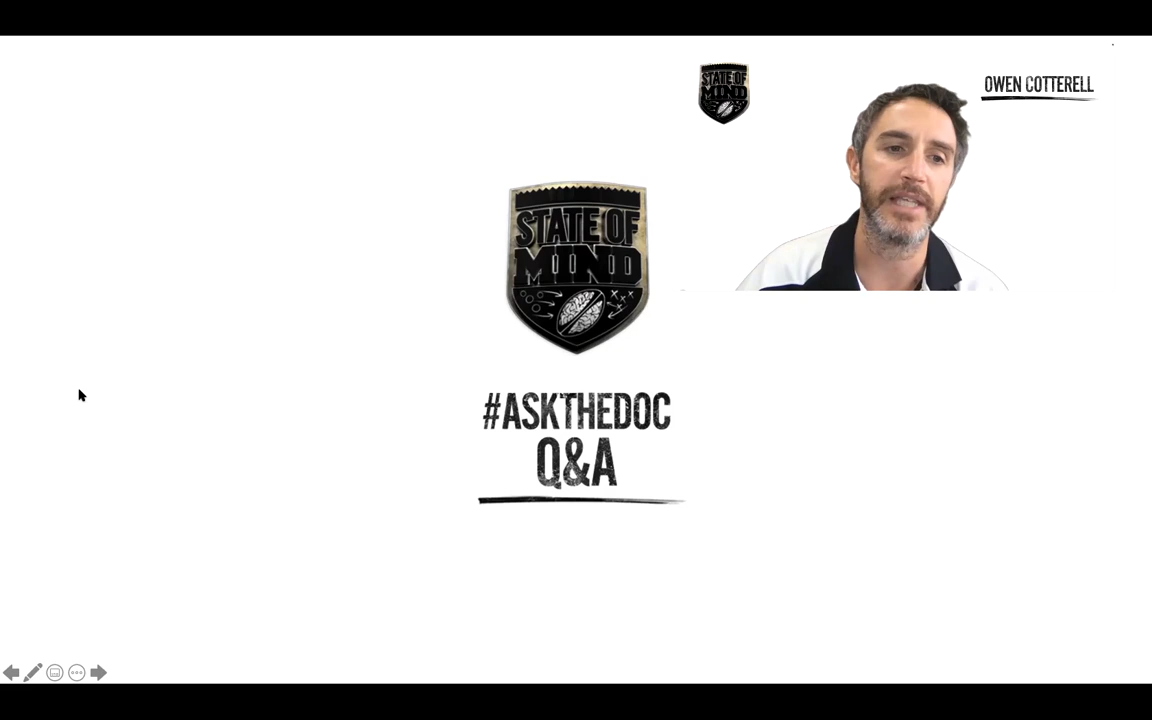 STATE OF
MIND
OWEN COTTERELL
STATE OF
MIND
#ASKTHEDOC
Q&A